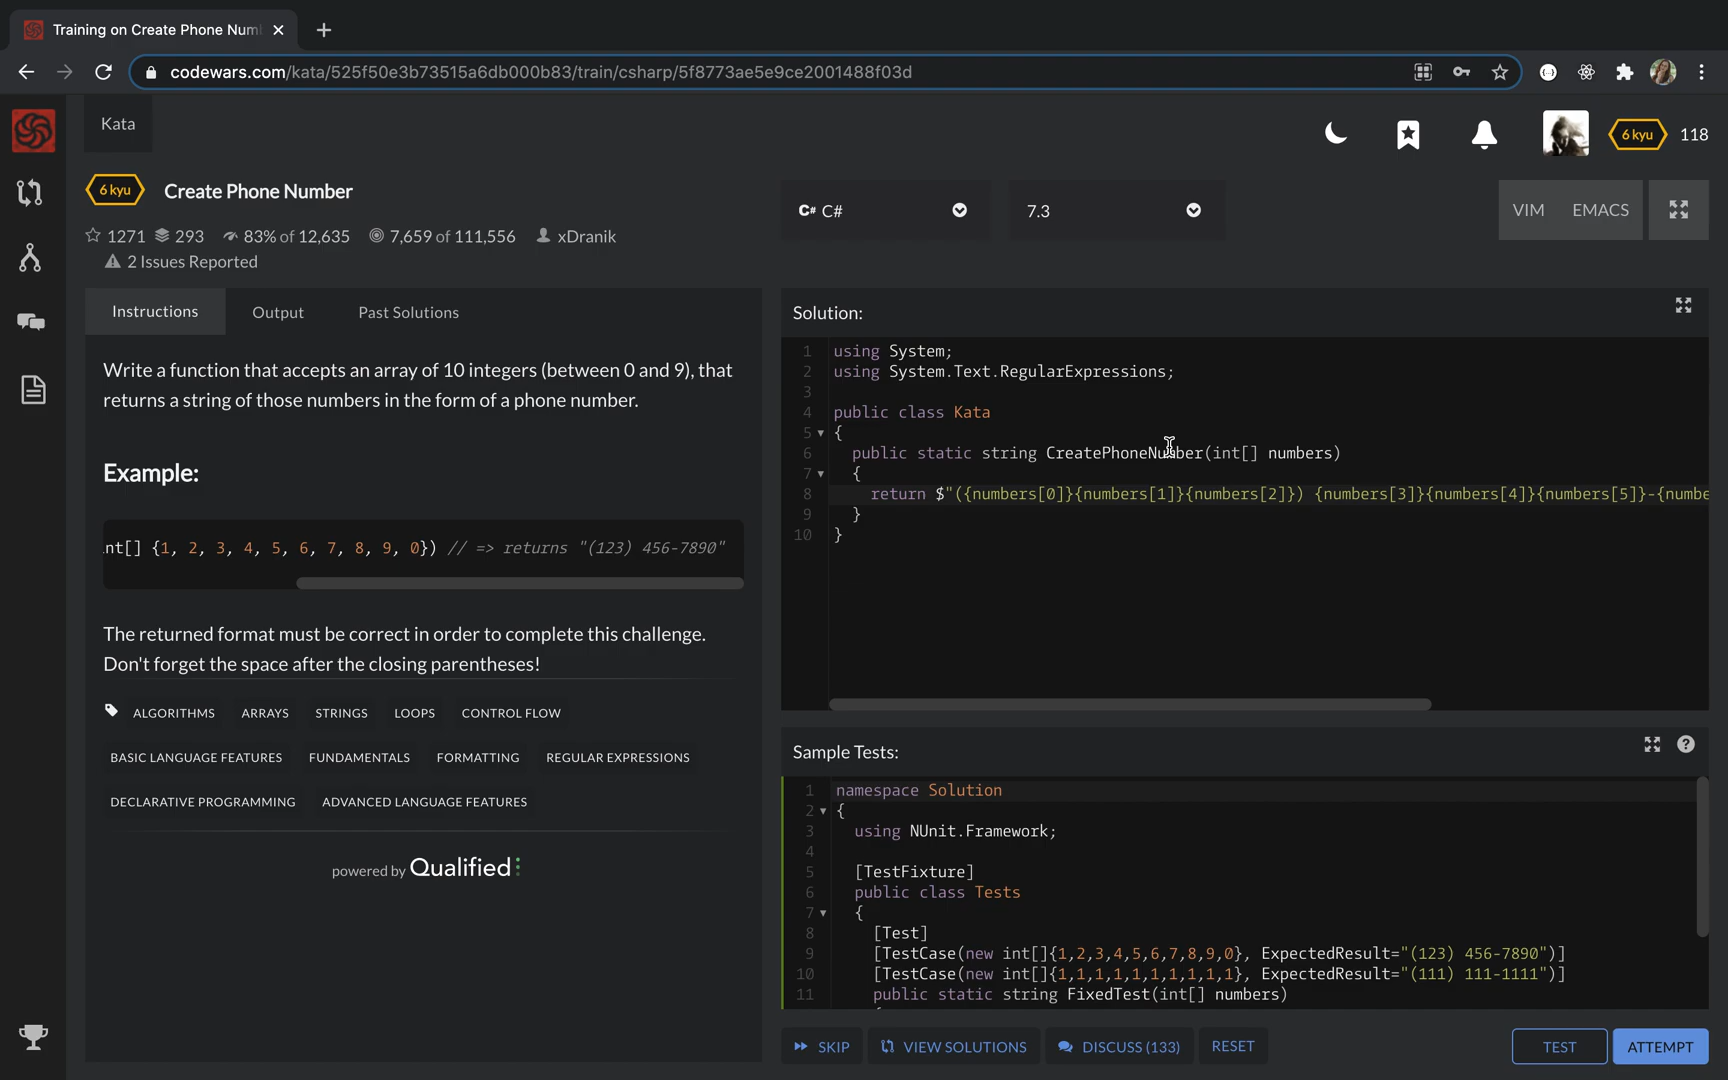 Training on Create Phone Num
codewars.com/kata/525f50e3b73515a6db000b83/train/csharp/5f8773ae5e9ce2001488f03d
Kata
6 kyu 118
6 kyu Create Phone Number
1271 293 83% of 12,635 7,659 of 111,556 xDranik
2 Issues Reported
C# C#
7.3
VIM EMACS
Instructions Output Past Solutions
Write a function that accepts an array of 10 integers (between 0 and 9), that
returns a string of those numbers in the form of a phone number.
Example:
nt[] {1, 2, 3, 4, 5, 6, 7, 8, 9, 0}) // => returns "(123) 456-7890"
The returned format must be correct in order to complete this challenge.
Don't forget the space after the closing parentheses!
ALGORITHMS ARRAYS STRINGS LOOPS CONTROL FLOW
BASIC LANGUAGE FEATURES FUNDAMENTALS FORMATTING REGULAR EXPRESSIONS
DECLARATIVE PROGRAMMING ADVANCED LANGUAGE FEATURES
powered by Qualified
Solution:
1 using System;
2 using System.Text.RegularExpressions;
3
4 public class Kata
5 {
6 public static string CreatePhoneNumber(int[] numbers)
7 {
8 return $"({numbers[0]}{numbers[1]}{numbers[2]}) {numbers[3]}{numbers[4]}{numbers[5]}-{numbe
9 }
10 }
Sample Tests:
1 namespace Solution
2 {
3 using NUnit.Framework;
4
5 [TestFixture]
6 public class Tests
7 {
8 [Test]
9 [TestCase(new int[]{1,2,3,4,5,6,7,8,9,0}, ExpectedResult="(123) 456-7890")]
10 [TestCase(new int[]{1,1,1,1,1,1,1,1,1,1}, ExpectedResult="(111) 111-1111")]
11 public static string FixedTest(int[] numbers)
SKIP VIEW SOLUTIONS DISCUSS (133) RESET TEST ATTEMPT